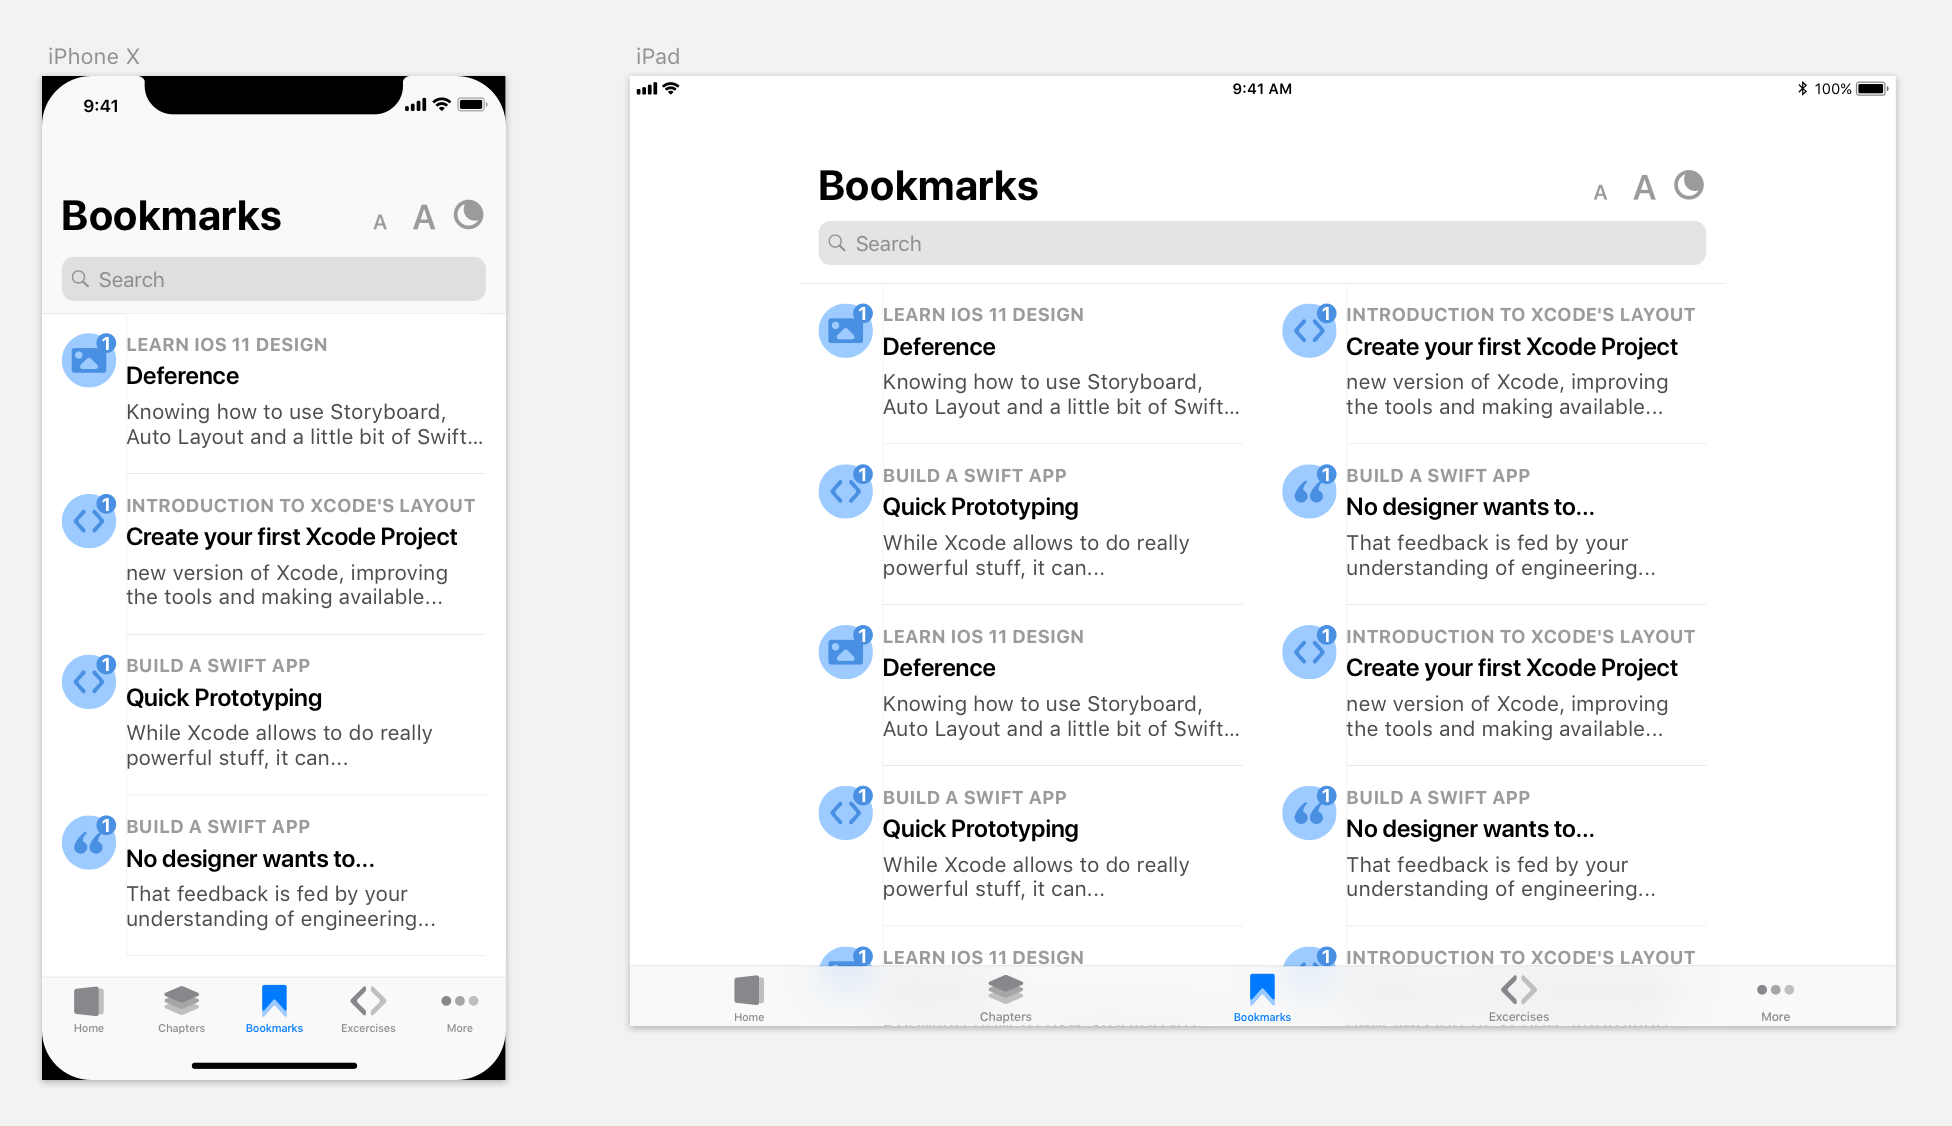 iPhone X
9:41
Bookmarks
A A
Search
1
LEARN IOS 11 DESIGN
Deference
Knowing how to use Storyboard,
Auto Layout and a little bit of Swift...
1
INTRODUCTION TO XCODE'S LAYOUT
Create your first Xcode Project
new version of Xcode, improving
the tools and making available...
1
BUILD A SWIFT APP
Quick Prototyping
While Xcode allows to do really
powerful stuff, it can...
1
BUILD A SWIFT APP
No designer wants to...
That feedback is fed by your
understanding of engineering...
Home Chapters Bookmarks Excercises More
iPad
9:41 AM
100%
Bookmarks
A A
Search
1
LEARN IOS 11 DESIGN
Deference
Knowing how to use Storyboard,
Auto Layout and a little bit of Swift...
1
INTRODUCTION TO XCODE'S LAYOUT
Create your first Xcode Project
new version of Xcode, improving
the tools and making available...
1
BUILD A SWIFT APP
Quick Prototyping
While Xcode allows to do really
powerful stuff, it can...
1
BUILD A SWIFT APP
No designer wants to...
That feedback is fed by your
understanding of engineering...
1
LEARN IOS 11 DESIGN
Deference
Knowing how to use Storyboard,
Auto Layout and a little bit of Swift...
1
INTRODUCTION TO XCODE'S LAYOUT
Create your first Xcode Project
new version of Xcode, improving
the tools and making available...
1
BUILD A SWIFT APP
Quick Prototyping
While Xcode allows to do really
powerful stuff, it can...
1
BUILD A SWIFT APP
No designer wants to...
That feedback is fed by your
understanding of engineering...
1
LEARN IOS 11 DESIGN
1
INTRODUCTION TO XCODE'S LAYOUT
Home Chapters Bookmarks Excercises More